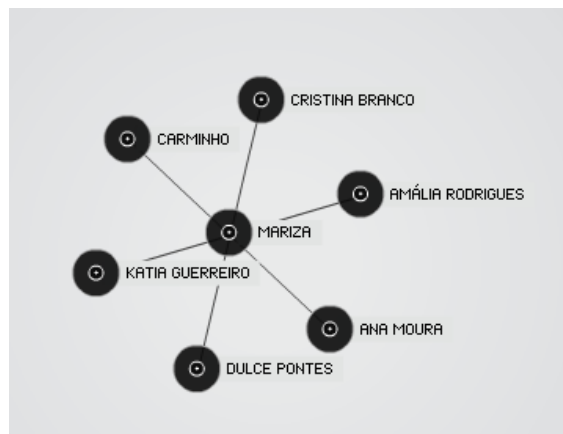 CRISTINA BRANCO
CARMINHO
AMÁLIA RODRIGUES
MARIZA
KATIA GUERREIRO
ANA MOURA
DULCE PONTES